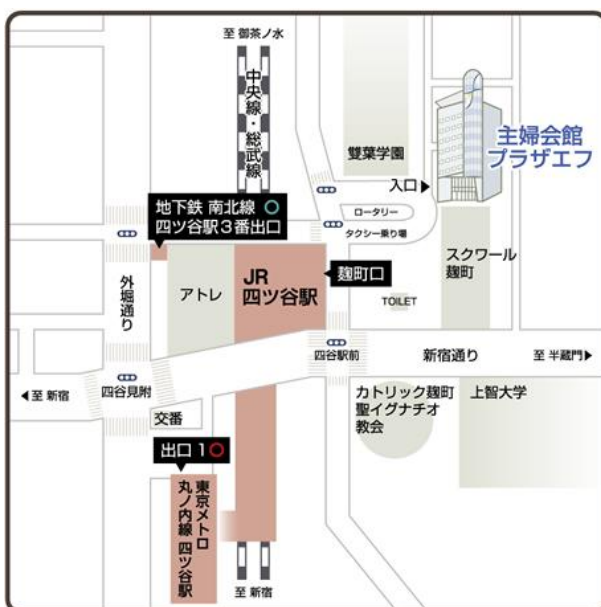 至 御茶ノ水
中央線・総武線
雙葉学園
主婦会館
プラザエフ
入口
地下鉄 南北線
四ツ谷駅3番出口
ロータリー
タクシー乗り場
スクワール
麹町
外堀通り
アトレ
JR
四ツ谷駅
麹町口
TOILET
四谷駅前
新宿通り
至 半蔵門
至 新宿
四谷見附
交番
カトリック麹町
聖イグナチオ
教会
上智大学
出口 1
東京メトロ
丸ノ内線 四ツ谷駅
至 新宿